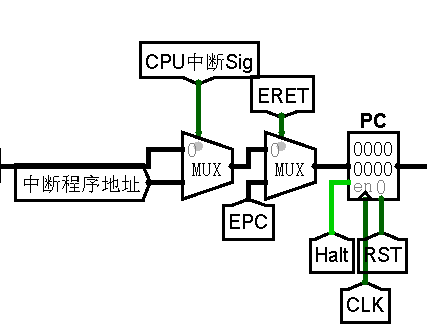 CPU中断Sig
ERET
PC
0
MUX
0
MUX
0000
0000
en 0
中断程序地址
EPC
Halt
RST
CLK